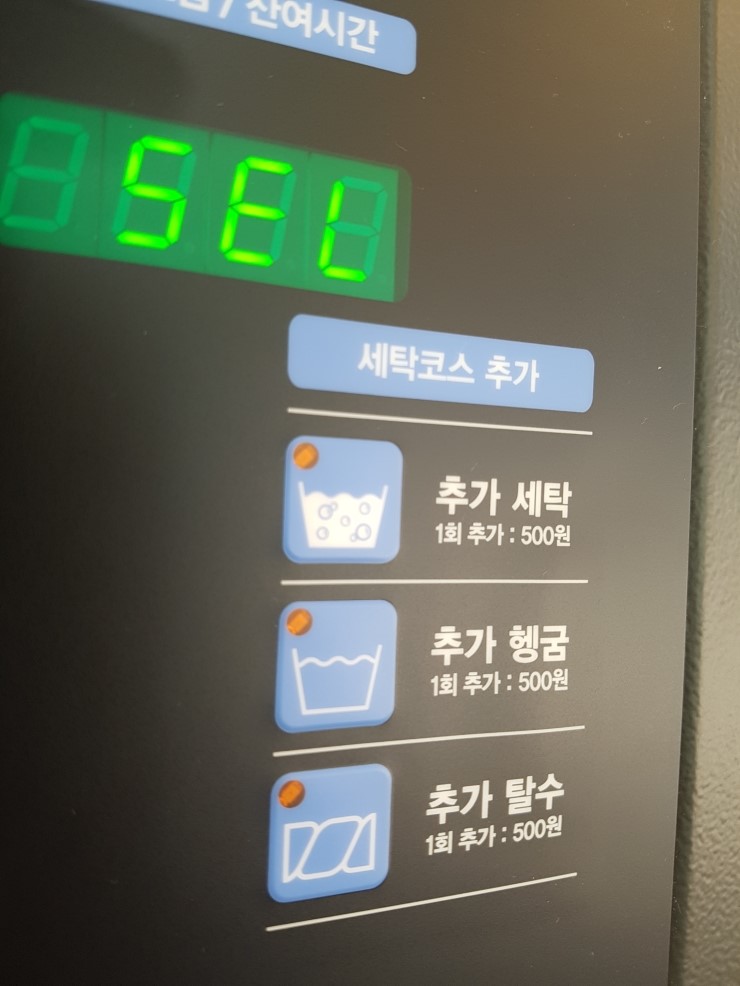 / 잔여시간
SEL
세탁코스 추가
추가 세탁
1회 추가 : 500원
추가 헹굼
1회 추가 : 500원
추가 탈수
1회 추가 : 500원